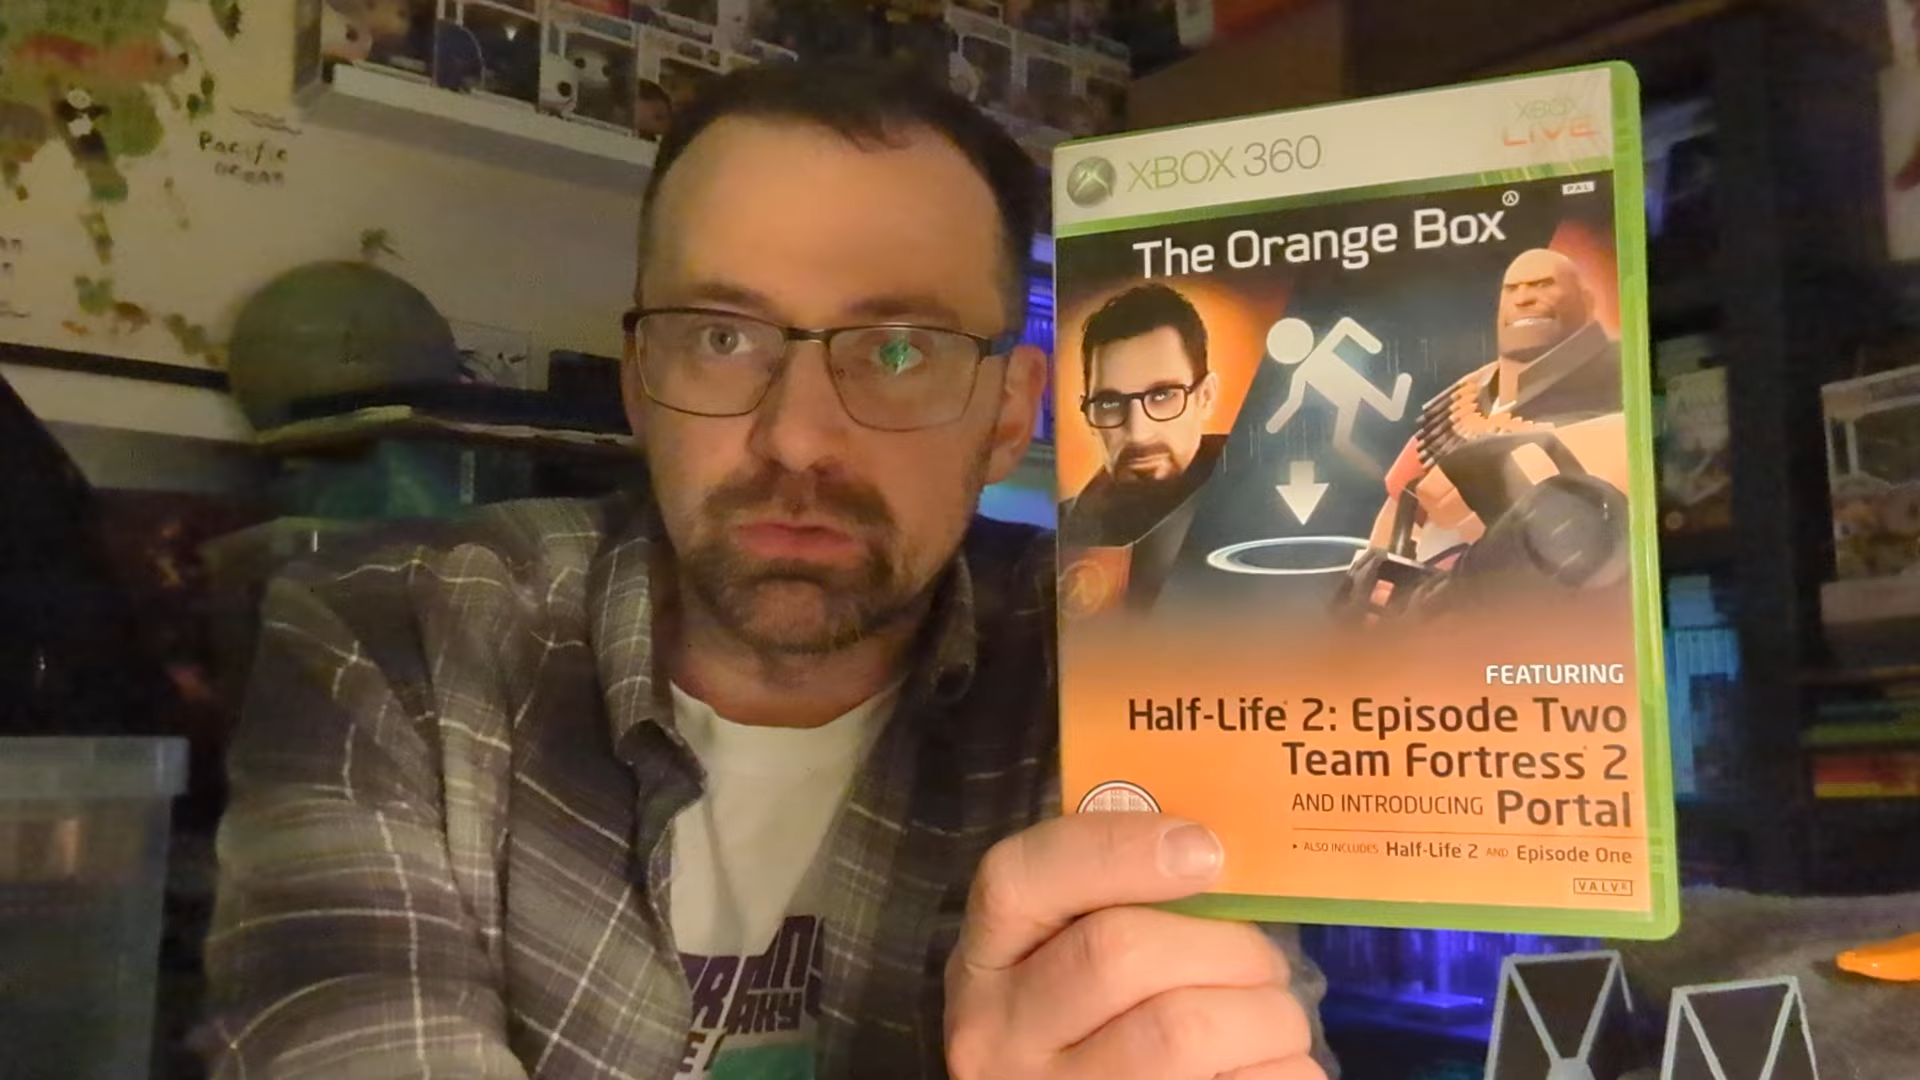 Pacific
OCEAN
XBOX 360
XBOX
LIVE
PAL
The Orange Box
FEATURING
Half-Life 2: Episode Two
Team Fortress 2
AND INTRODUCING Portal
ALSO INCLUDES Half-Life 2 AND Episode One
VALVE